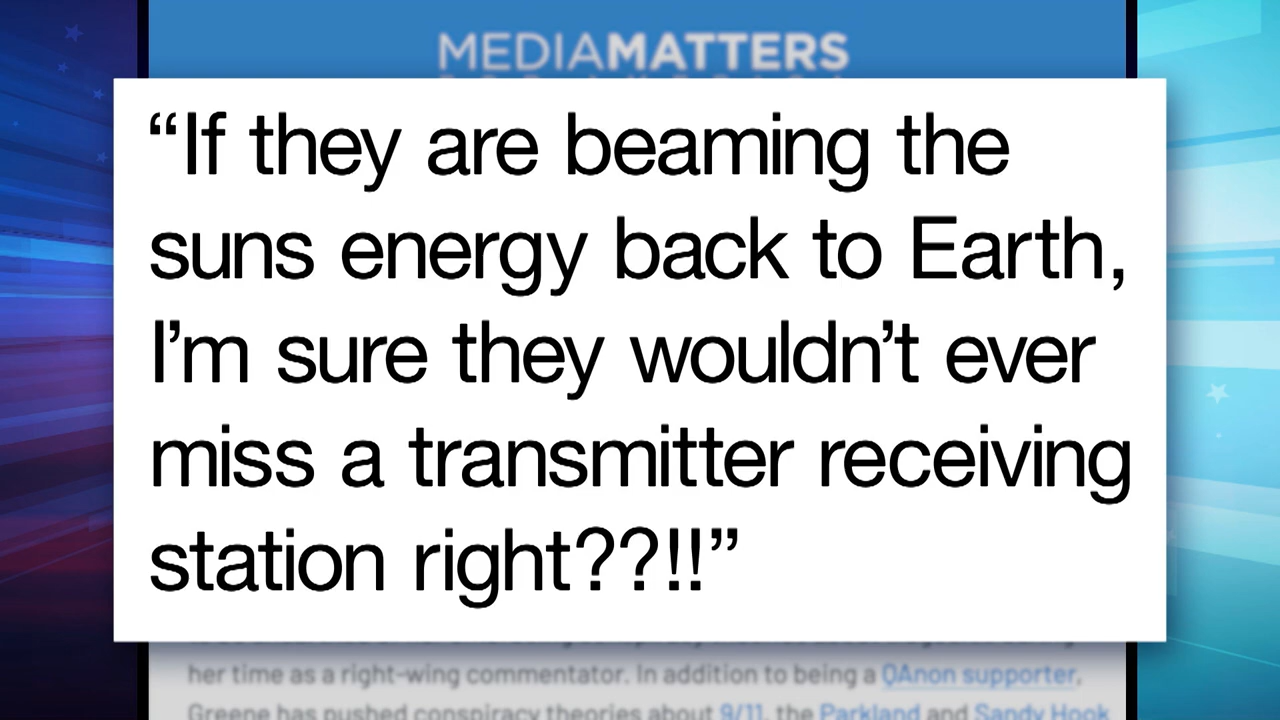 MEDIAMATTERS
“If they are beaming the
suns energy back to Earth,
I’m sure they wouldn’t ever
miss a transmitter receiving
station right??!!”
her time as a right-wing commentator. In addition to being a QAnon supporter,
Greene has pushed conspiracy theories about 9/11, the Parkland and Sandy Hook